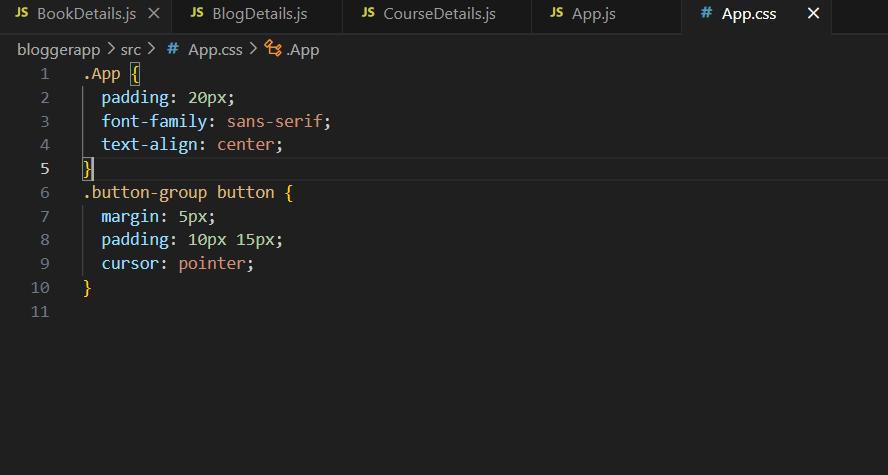 JS BookDetails.js × JS BlogDetails.js JS CourseDetails.js JS App.js # App.css ×
bloggerapp > src > # App.css > .App
1 .App {
2   padding: 20px;
3   font-family: sans-serif;
4   text-align: center;
5 }
6 .button-group button {
7   margin: 5px;
8   padding: 10px 15px;
9   cursor: pointer;
10 }
11